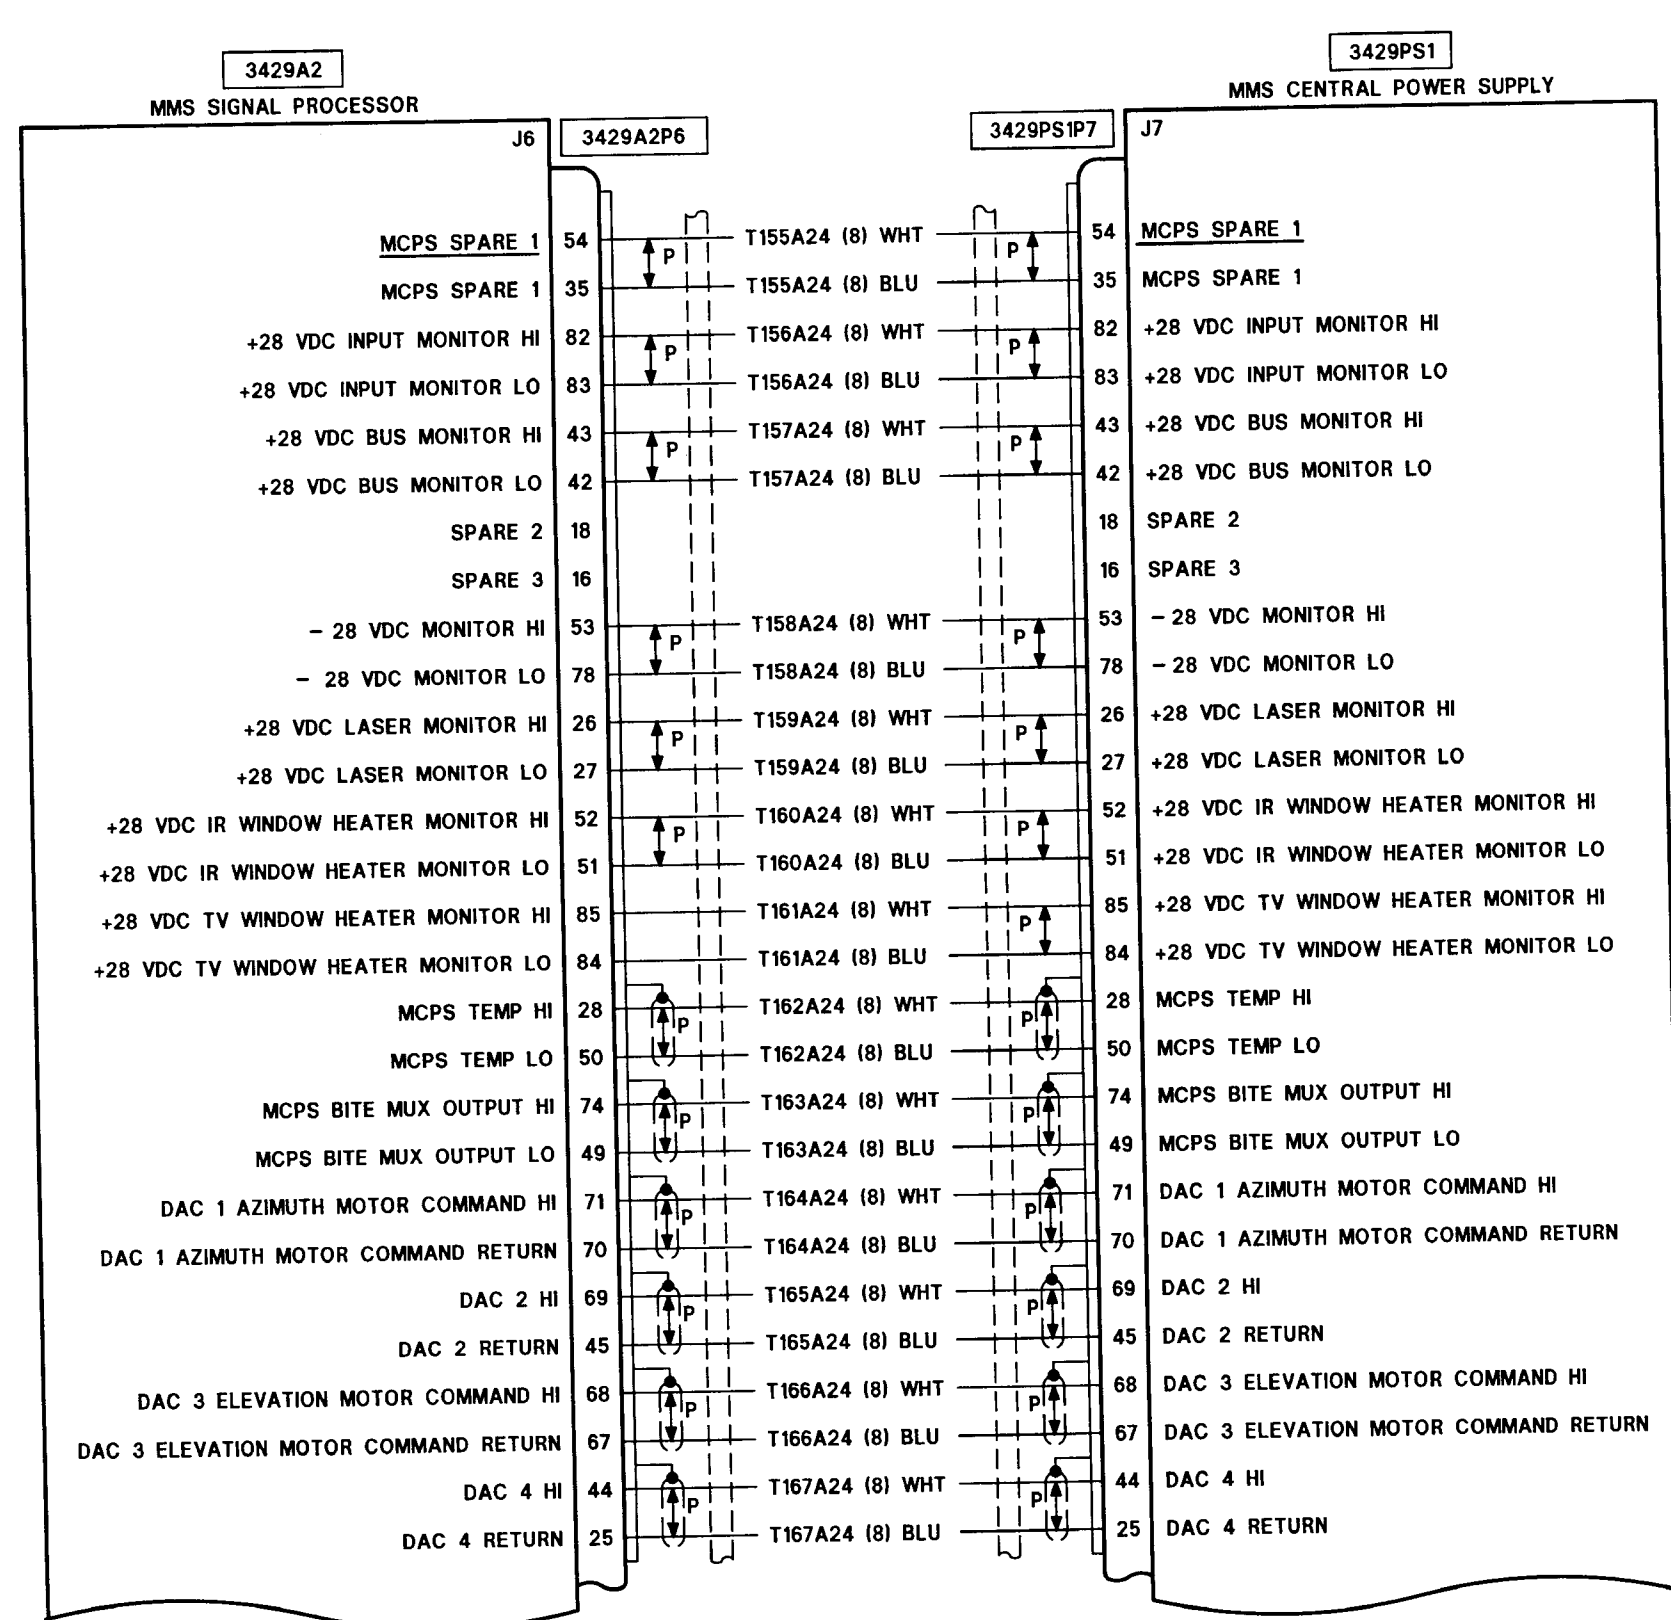 3429A2
MMS SIGNAL PROCESSOR
3429PS1
MMS CENTRAL POWER SUPPLY
J6 3429A2P6 3429PS1P7 J7
MCPS SPARE 1 54 P T155A24 (8) WHT P 54 MCPS SPARE 1
MCPS SPARE 1 35 T155A24 (8) BLU 35 MCPS SPARE 1
+28 VDC INPUT MONITOR HI 82 P T156A24 (8) WHT P 82 +28 VDC INPUT MONITOR HI
+28 VDC INPUT MONITOR LO 83 T156A24 (8) BLU 83 +28 VDC INPUT MONITOR LO
+28 VDC BUS MONITOR HI 43 P T157A24 (8) WHT P 43 +28 VDC BUS MONITOR HI
+28 VDC BUS MONITOR LO 42 T157A24 (8) BLU 42 +28 VDC BUS MONITOR LO
SPARE 2 18 18 SPARE 2
SPARE 3 16 16 SPARE 3
– 28 VDC MONITOR HI 53 P T158A24 (8) WHT P 53 – 28 VDC MONITOR HI
– 28 VDC MONITOR LO 78 T158A24 (8) BLU 78 – 28 VDC MONITOR LO
+28 VDC LASER MONITOR HI 26 P T159A24 (8) WHT P 26 +28 VDC LASER MONITOR HI
+28 VDC LASER MONITOR LO 27 T159A24 (8) BLU 27 +28 VDC LASER MONITOR LO
+28 VDC IR WINDOW HEATER MONITOR HI 52 P T160A24 (8) WHT P 52 +28 VDC IR WINDOW HEATER MONITOR HI
+28 VDC IR WINDOW HEATER MONITOR LO 51 T160A24 (8) BLU 51 +28 VDC IR WINDOW HEATER MONITOR LO
+28 VDC TV WINDOW HEATER MONITOR HI 85 T161A24 (8) WHT P 85 +28 VDC TV WINDOW HEATER MONITOR HI
+28 VDC TV WINDOW HEATER MONITOR LO 84 T161A24 (8) BLU 84 +28 VDC TV WINDOW HEATER MONITOR LO
MCPS TEMP HI 28 P T162A24 (8) WHT P 28 MCPS TEMP HI
MCPS TEMP LO 50 T162A24 (8) BLU 50 MCPS TEMP LO
MCPS BITE MUX OUTPUT HI 74 P T163A24 (8) WHT P 74 MCPS BITE MUX OUTPUT HI
MCPS BITE MUX OUTPUT LO 49 T163A24 (8) BLU 49 MCPS BITE MUX OUTPUT LO
DAC 1 AZIMUTH MOTOR COMMAND HI 71 P T164A24 (8) WHT P 71 DAC 1 AZIMUTH MOTOR COMMAND HI
DAC 1 AZIMUTH MOTOR COMMAND RETURN 70 T164A24 (8) BLU 70 DAC 1 AZIMUTH MOTOR COMMAND RETURN
DAC 2 HI 69 P T165A24 (8) WHT P 69 DAC 2 HI
DAC 2 RETURN 45 T165A24 (8) BLU 45 DAC 2 RETURN
DAC 3 ELEVATION MOTOR COMMAND HI 68 P T166A24 (8) WHT P 68 DAC 3 ELEVATION MOTOR COMMAND HI
DAC 3 ELEVATION MOTOR COMMAND RETURN 67 T166A24 (8) BLU 67 DAC 3 ELEVATION MOTOR COMMAND RETURN
DAC 4 HI 44 P T167A24 (8) WHT P 44 DAC 4 HI
DAC 4 RETURN 25 T167A24 (8) BLU 25 DAC 4 RETURN